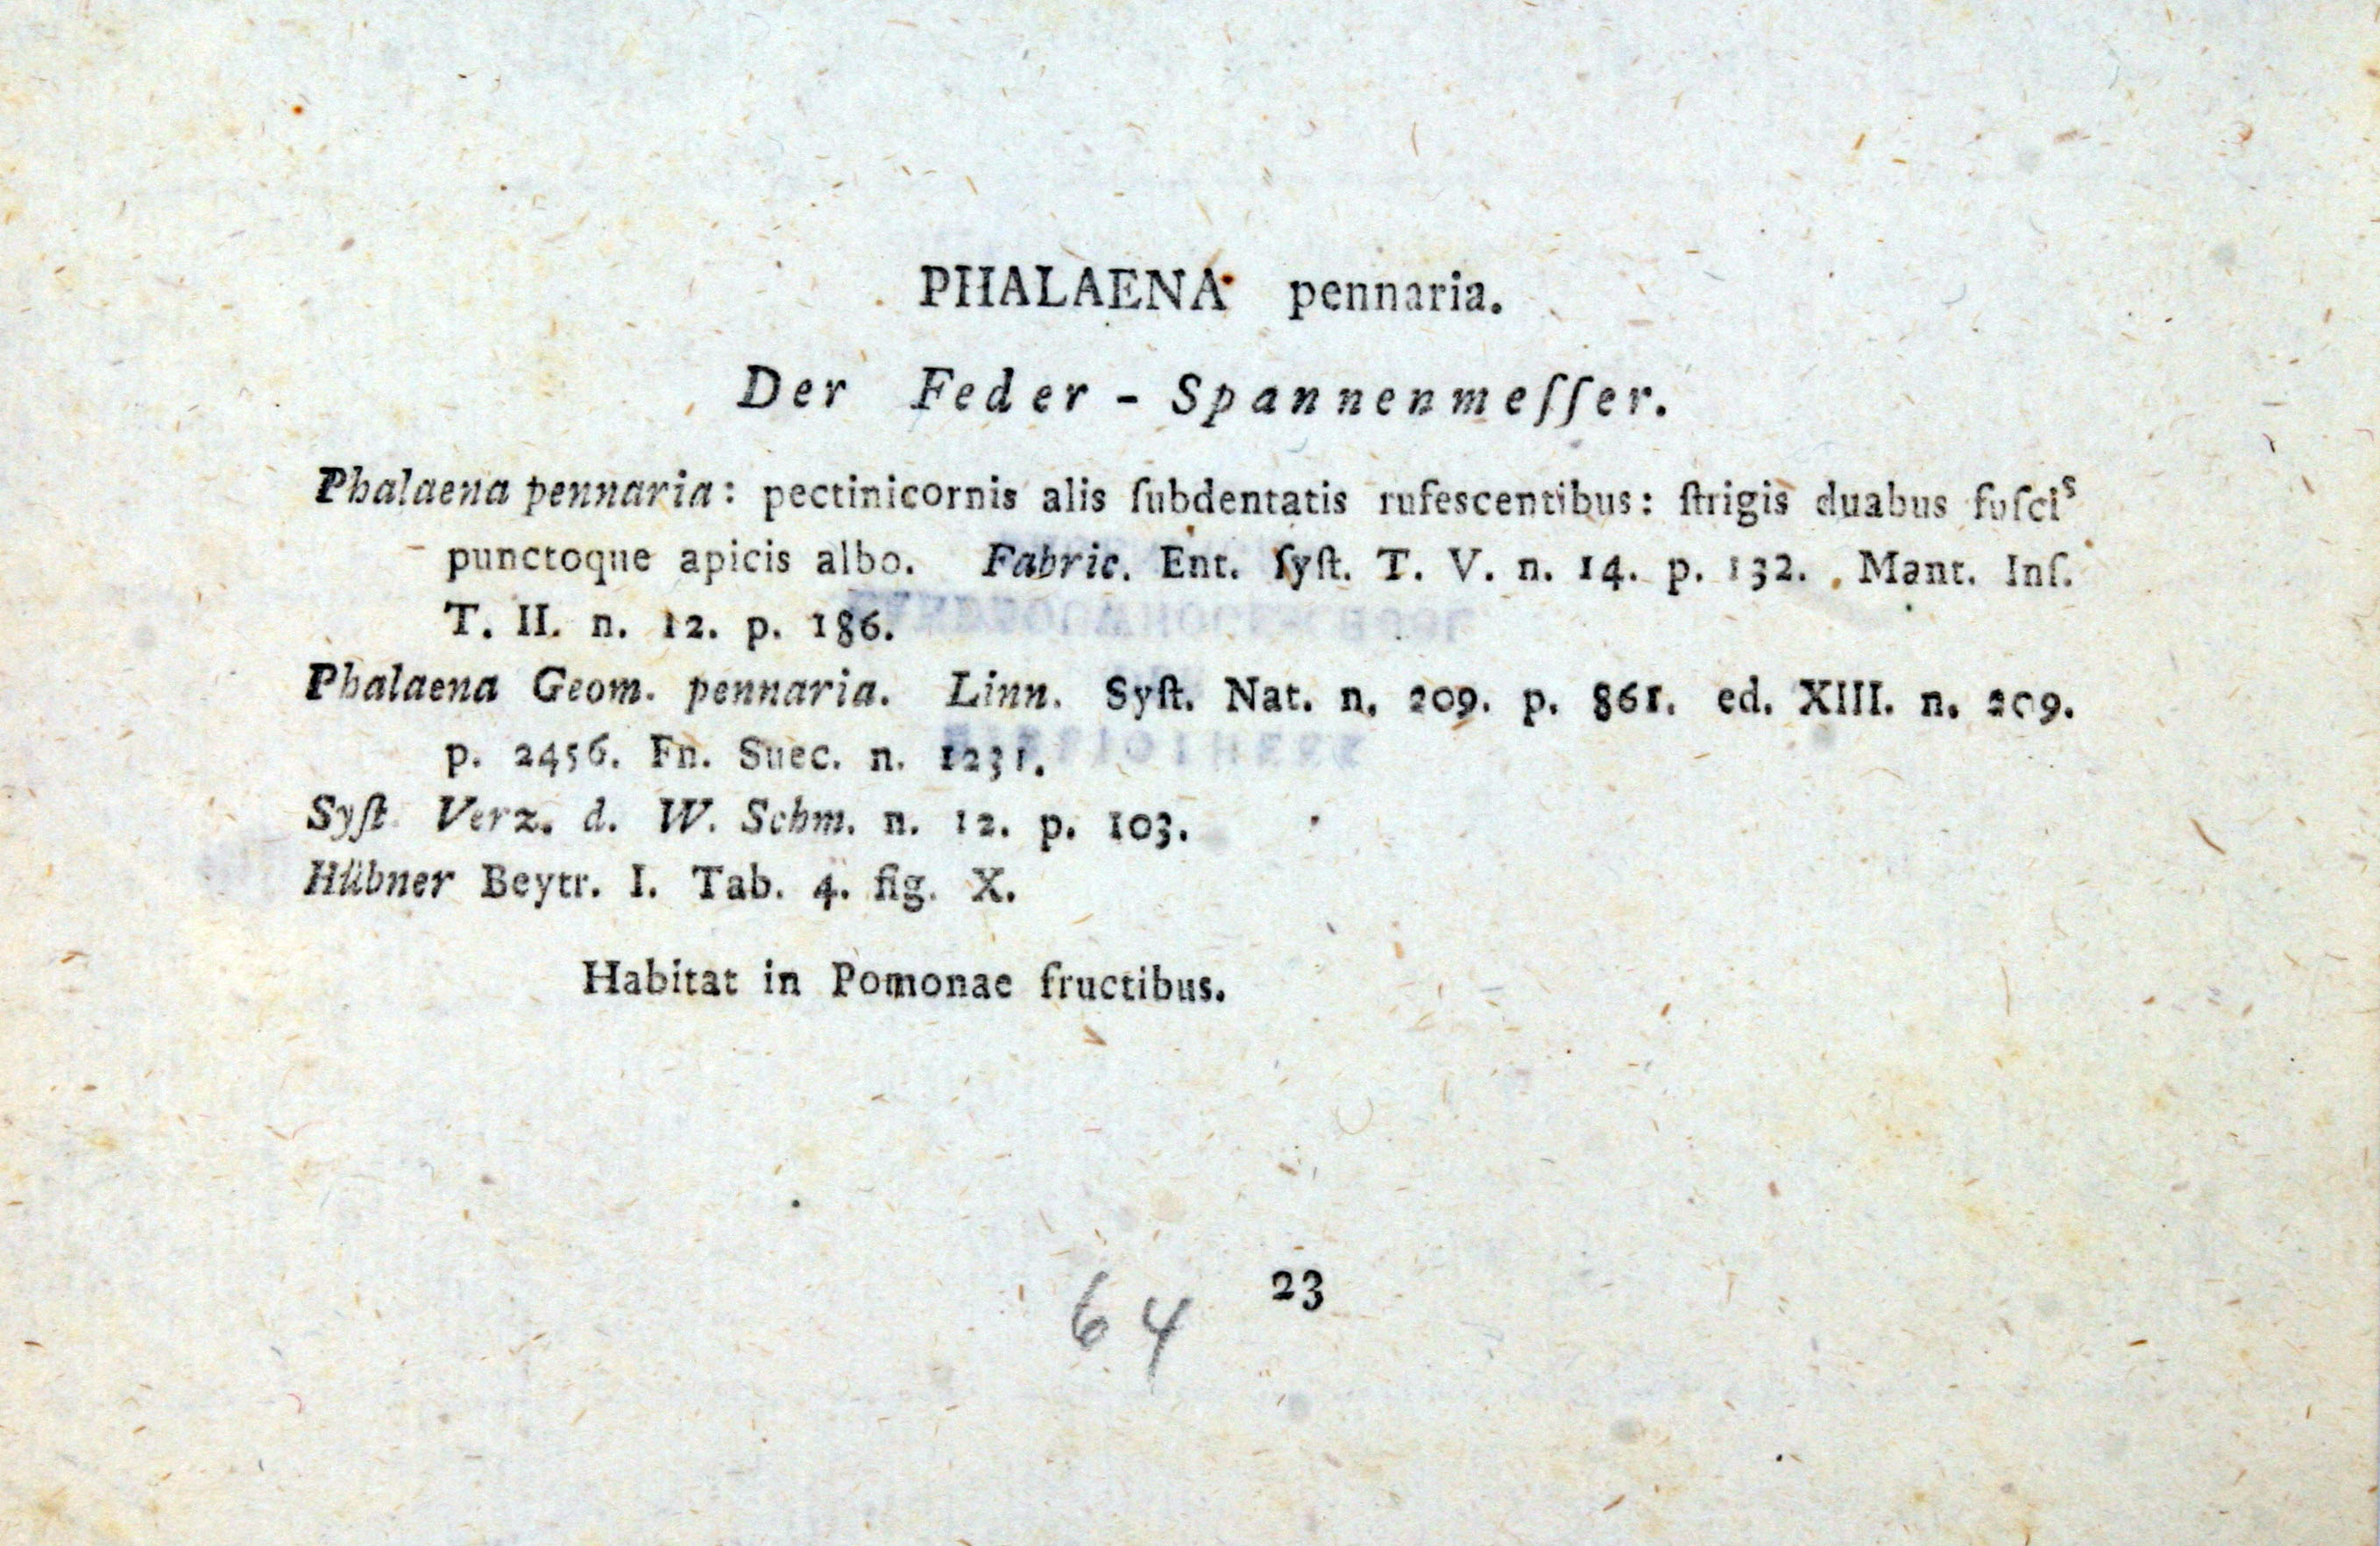 PHALAENA pennaria.
Der Feder - Spannenmeſſer.
Phalaena pennaria: pectinicornis alis ſubdentatis rufescentibus: ſtrigis duabus fuſcis
punctoque apicis albo. Fabric. Ent. ſyſt. T. V. n. 14. p. 132. Mant. Inſ.
T. II. n. 12. p. 186.
Phalaena Geom. pennaria. Linn. Syſt. Nat. n. 209. p. 861. ed. XIII. n. 209.
p. 2456. Fn. Suec. n. 1231.
Syſt. Verz. d. W. Schm. n. 12. p. 103.
Hübner Beytr. I. Tab. 4. fig. X.
Habitat in Pomonae fructibus.
23
64